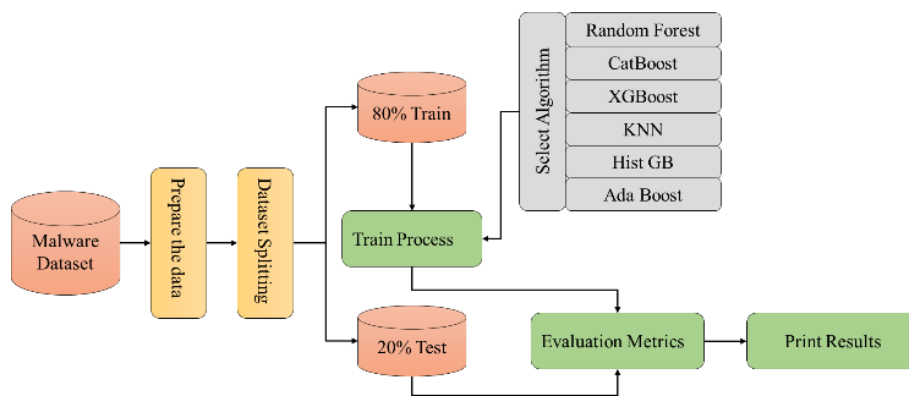 Malware
Dataset
Prepare the data
Dataset Splitting
80% Train
20% Test
Train Process
Select Algorithm
Random Forest
CatBoost
XGBoost
KNN
Hist GB
Ada Boost
Evaluation Metrics
Print Results